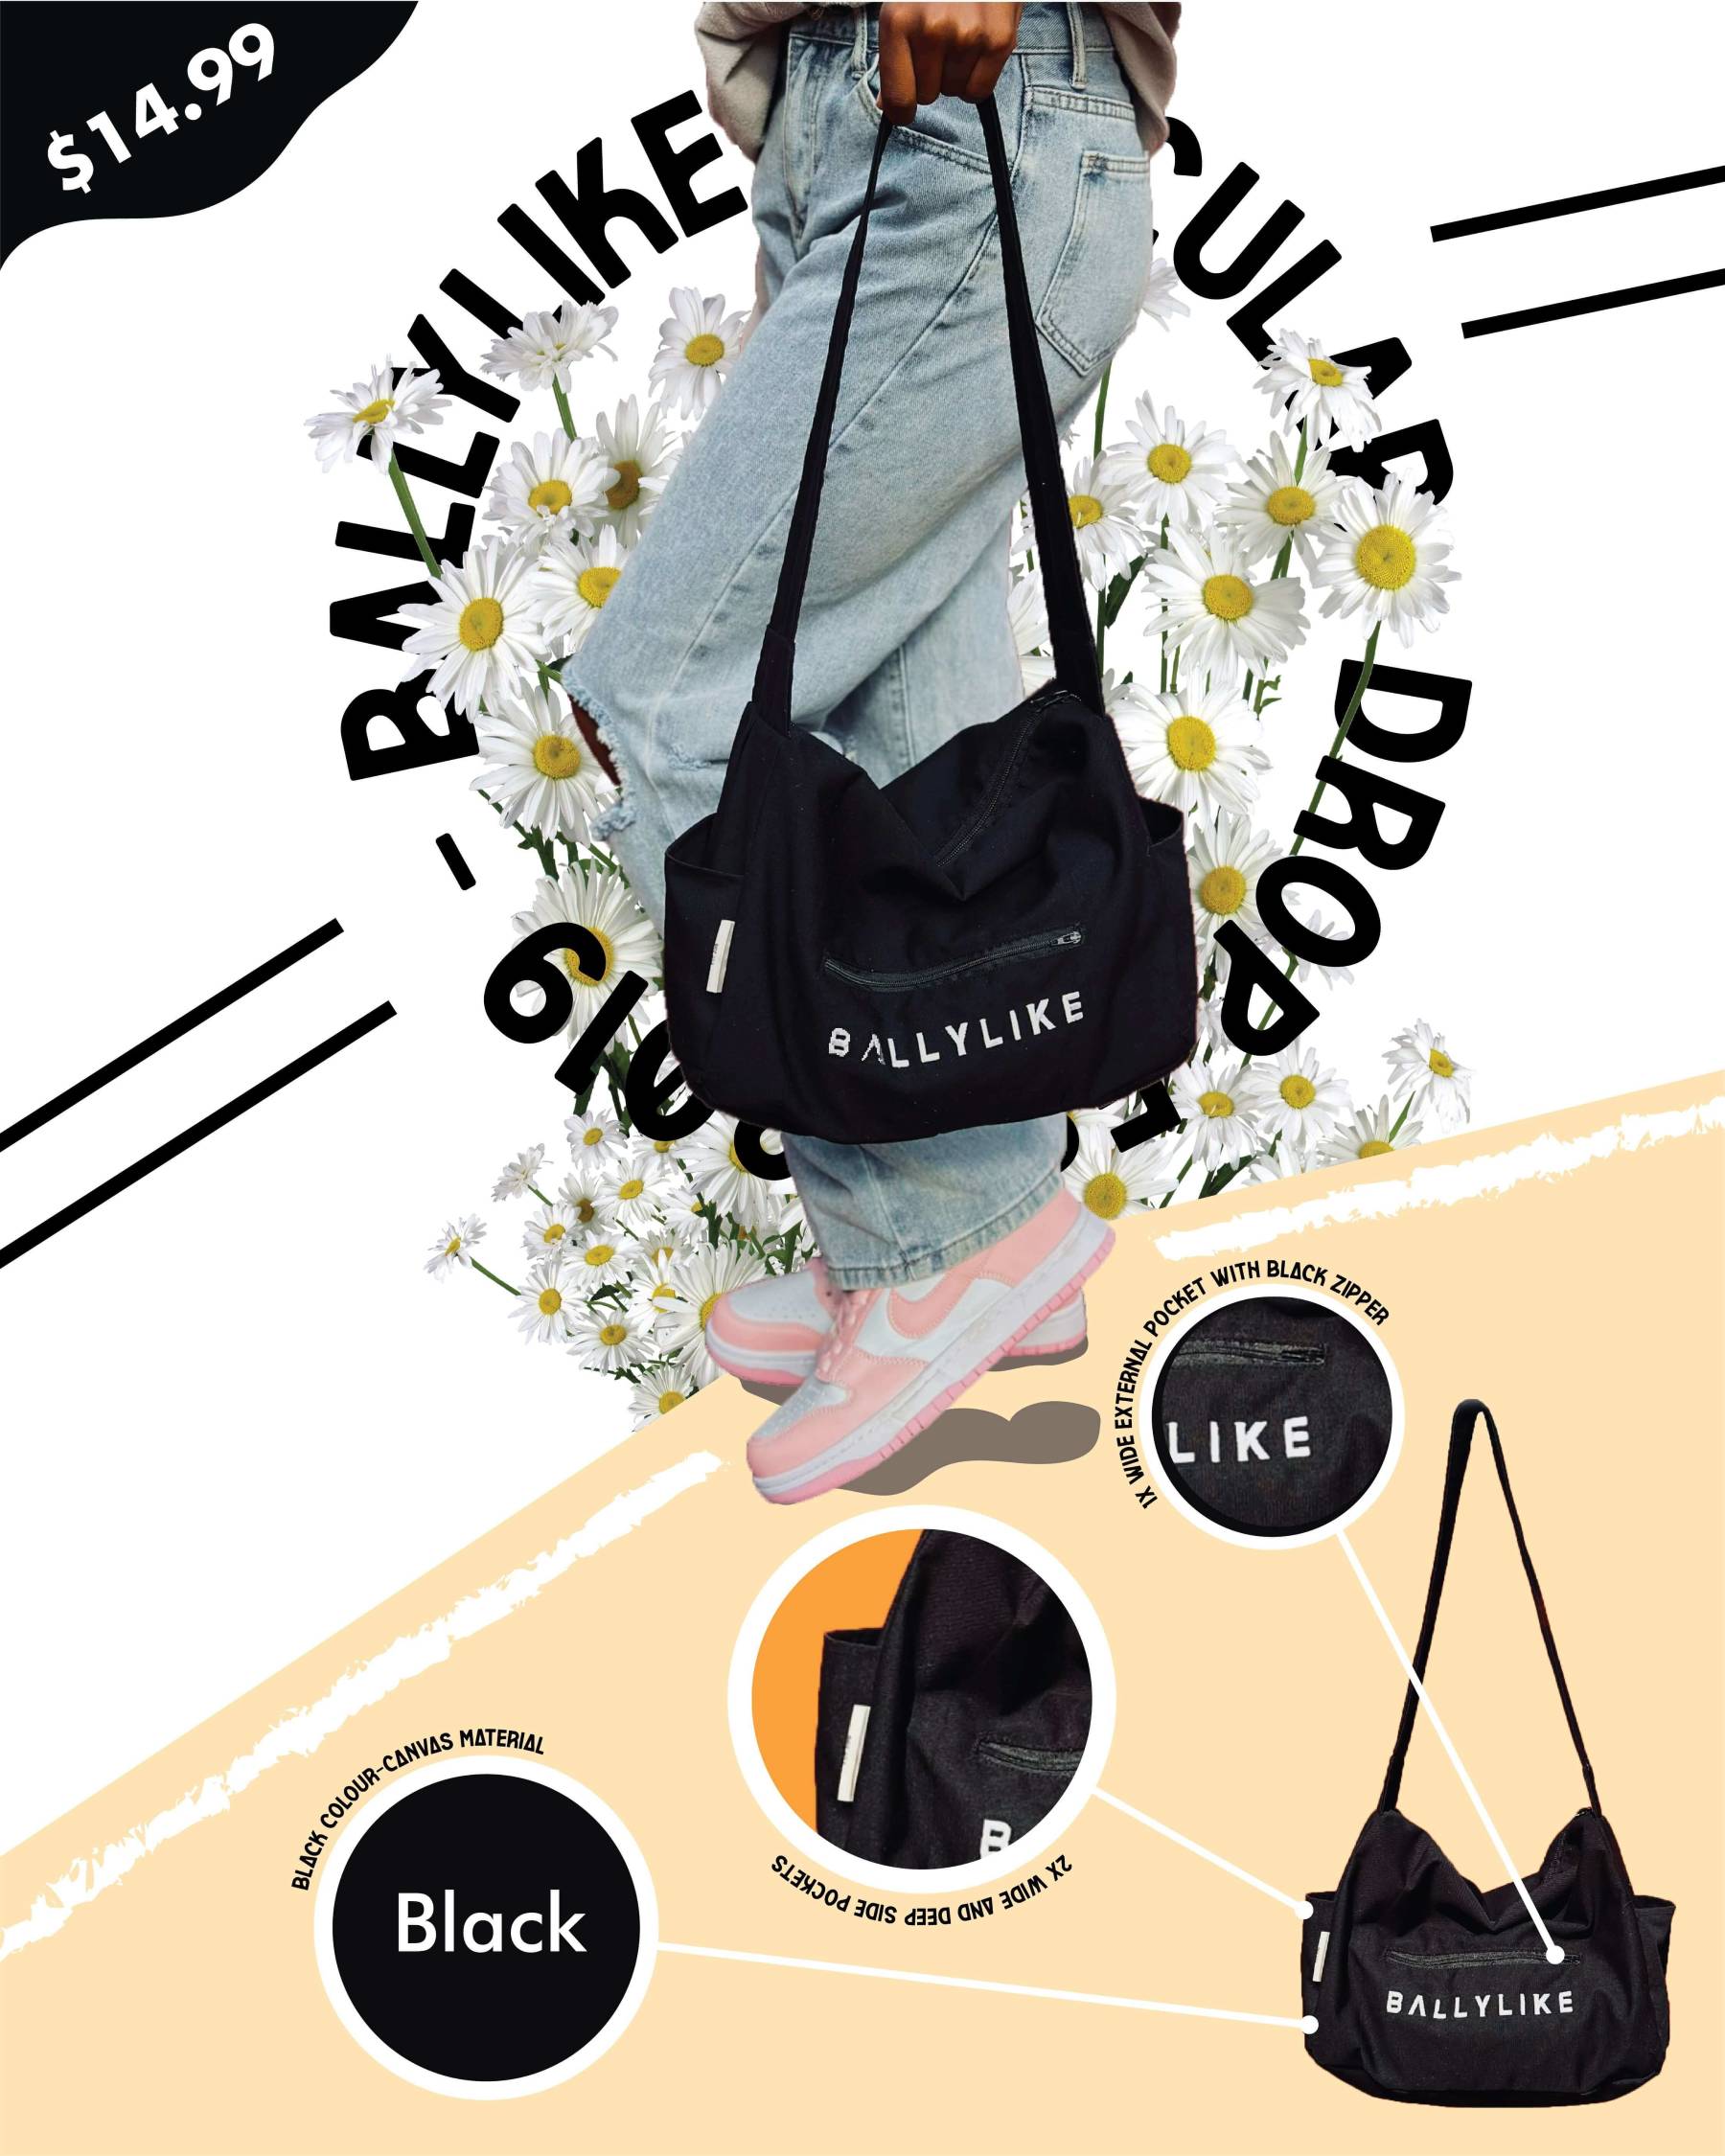 $14.99
BALLYLIKE
DROP
BALLYLIKE
1X WIDE EXTERNAL POCKET WITH BLACK ZIPPER
LIKE
B
2X WIDE AND DEEP SIDE POCKETS
BLACK COLOUR-CANVAS MATERIAL
Black
BALLYLIKE